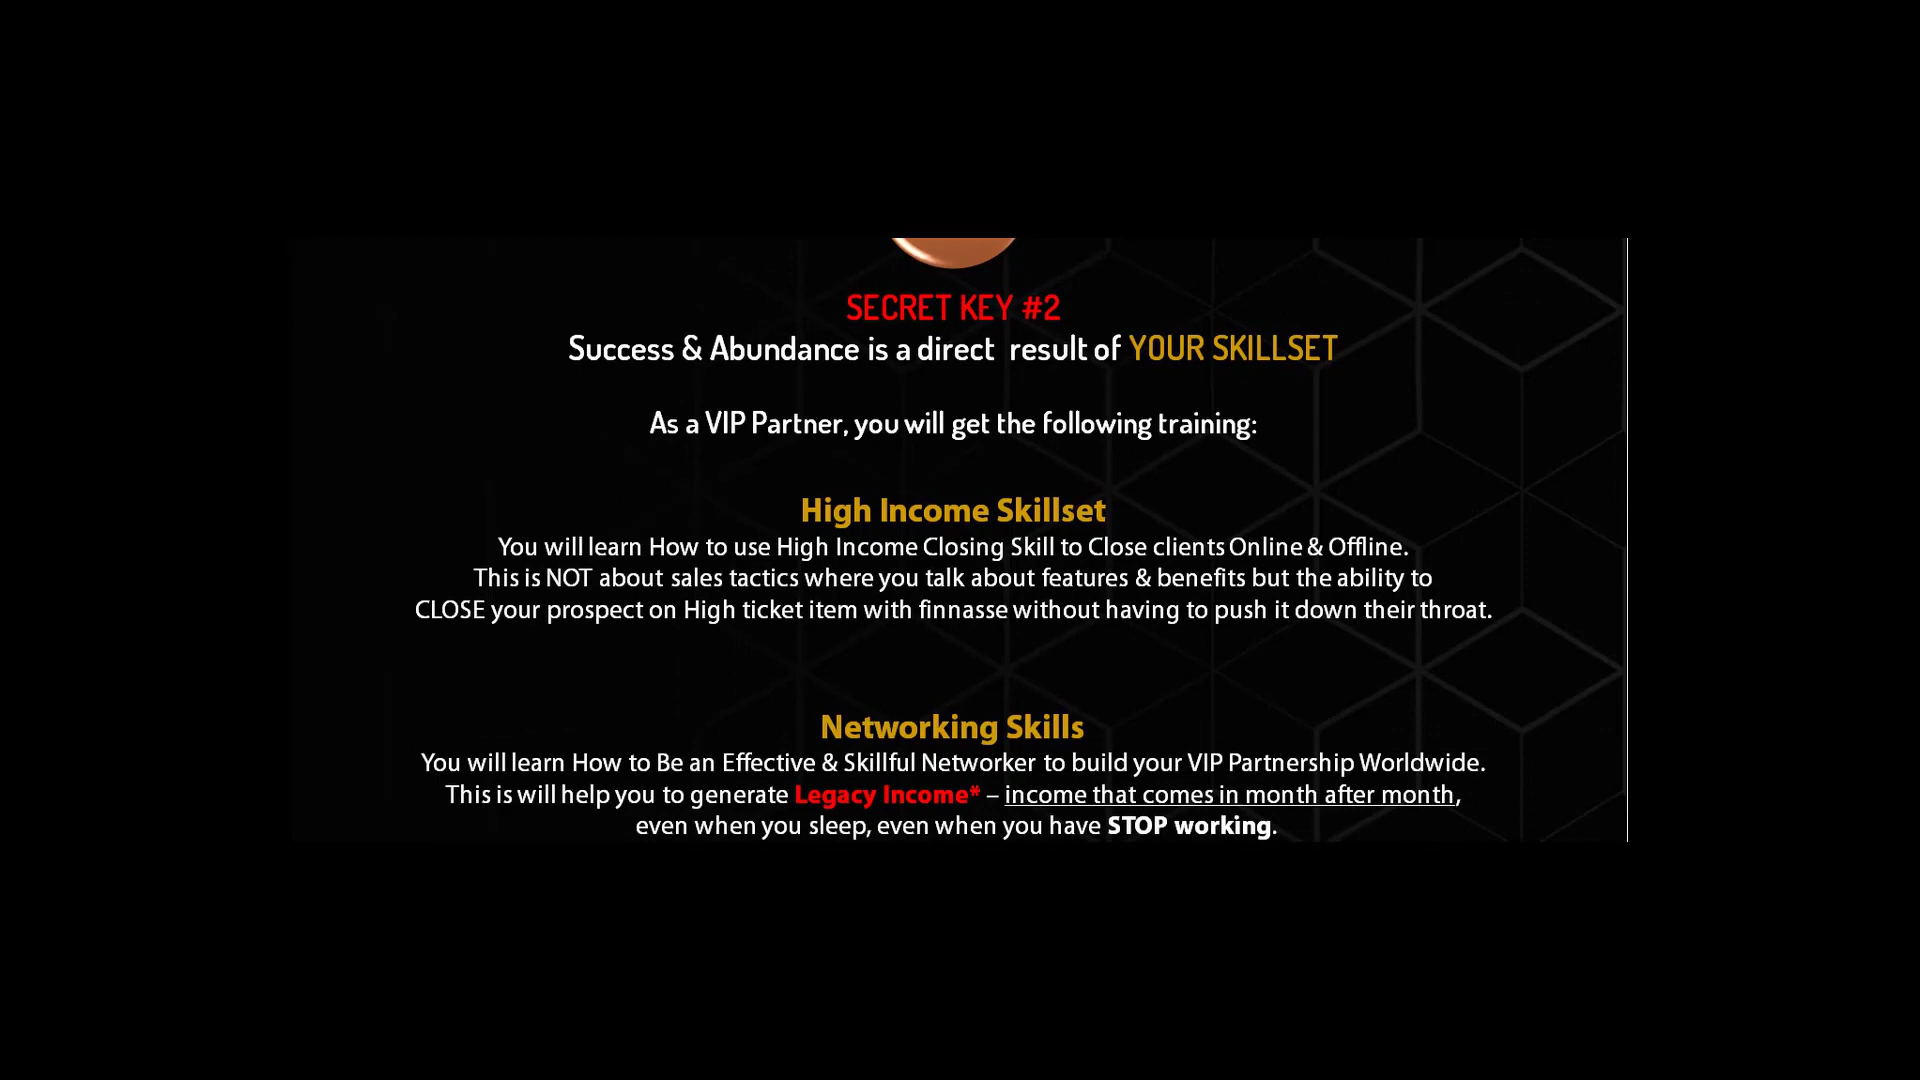 SECRET KEY #2
Success & Abundance is a direct result of YOUR SKILLSET
As a VIP Partner, you will get the following training:
High Income Skillset
You will learn How to use High Income Closing Skill to Close clients Online & Offline.
This is NOT about sales tactics where you talk about features & benefits but the ability to
CLOSE your prospect on High ticket item with finnasse without having to push it down their throat.
Networking Skills
You will learn How to Be an Effective & Skillful Networker to build your VIP Partnership Worldwide.
This is will help you to generate Legacy Income* – income that comes in month after month,
even when you sleep, even when you have STOP working.